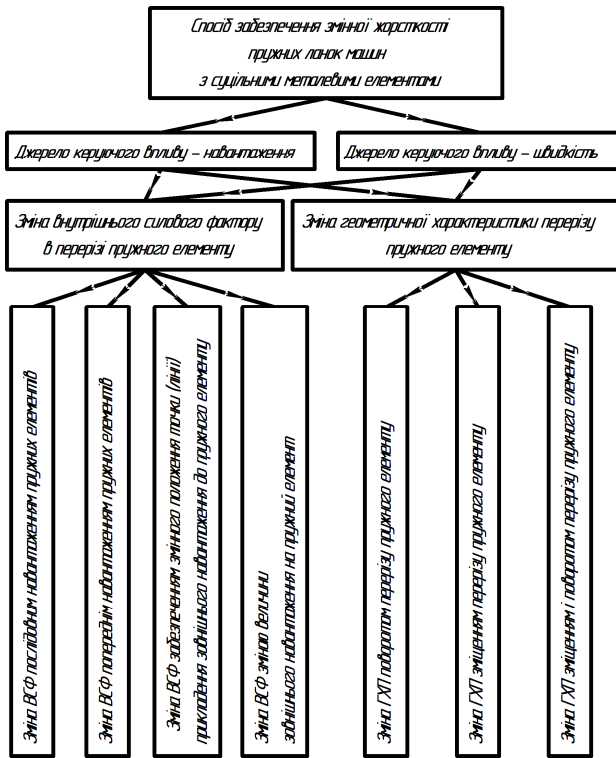 Спосіб забезпечення змінної жорсткості
пружних ланок машин
з суцільними металевими елементами
Джерело керуючого впливу – навантаження
Джерело керуючого впливу – швидкість
Зміна внутрішнього силового фактору
в перерізі пружного елементу
Зміна геометричної характеристики перерізу
пружного елементу
Зміна ВСФ послідовним навантаженням пружних елементів
Зміна ВСФ попереднім навантаженням пружних елементів
Зміна ВСФ забезпеченням змінного положення точки (лінії)
прикладення зовнішнього навантаження до пружного елементу
Зміна ВСФ зміною величини
зовнішнього навантаження на пружний елемент
Зміна ГХП поворотом перерізу пружного елементу
Зміна ГХП зміщенням перерізу пружного елементу
Зміна ГХП зміщенням і поворотом перерізу пружного елементу